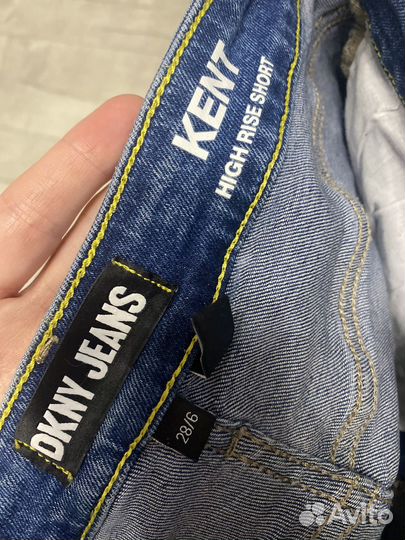 KENT
HIGH RISE SHORT
DKNY JEANS
28/6
Avito